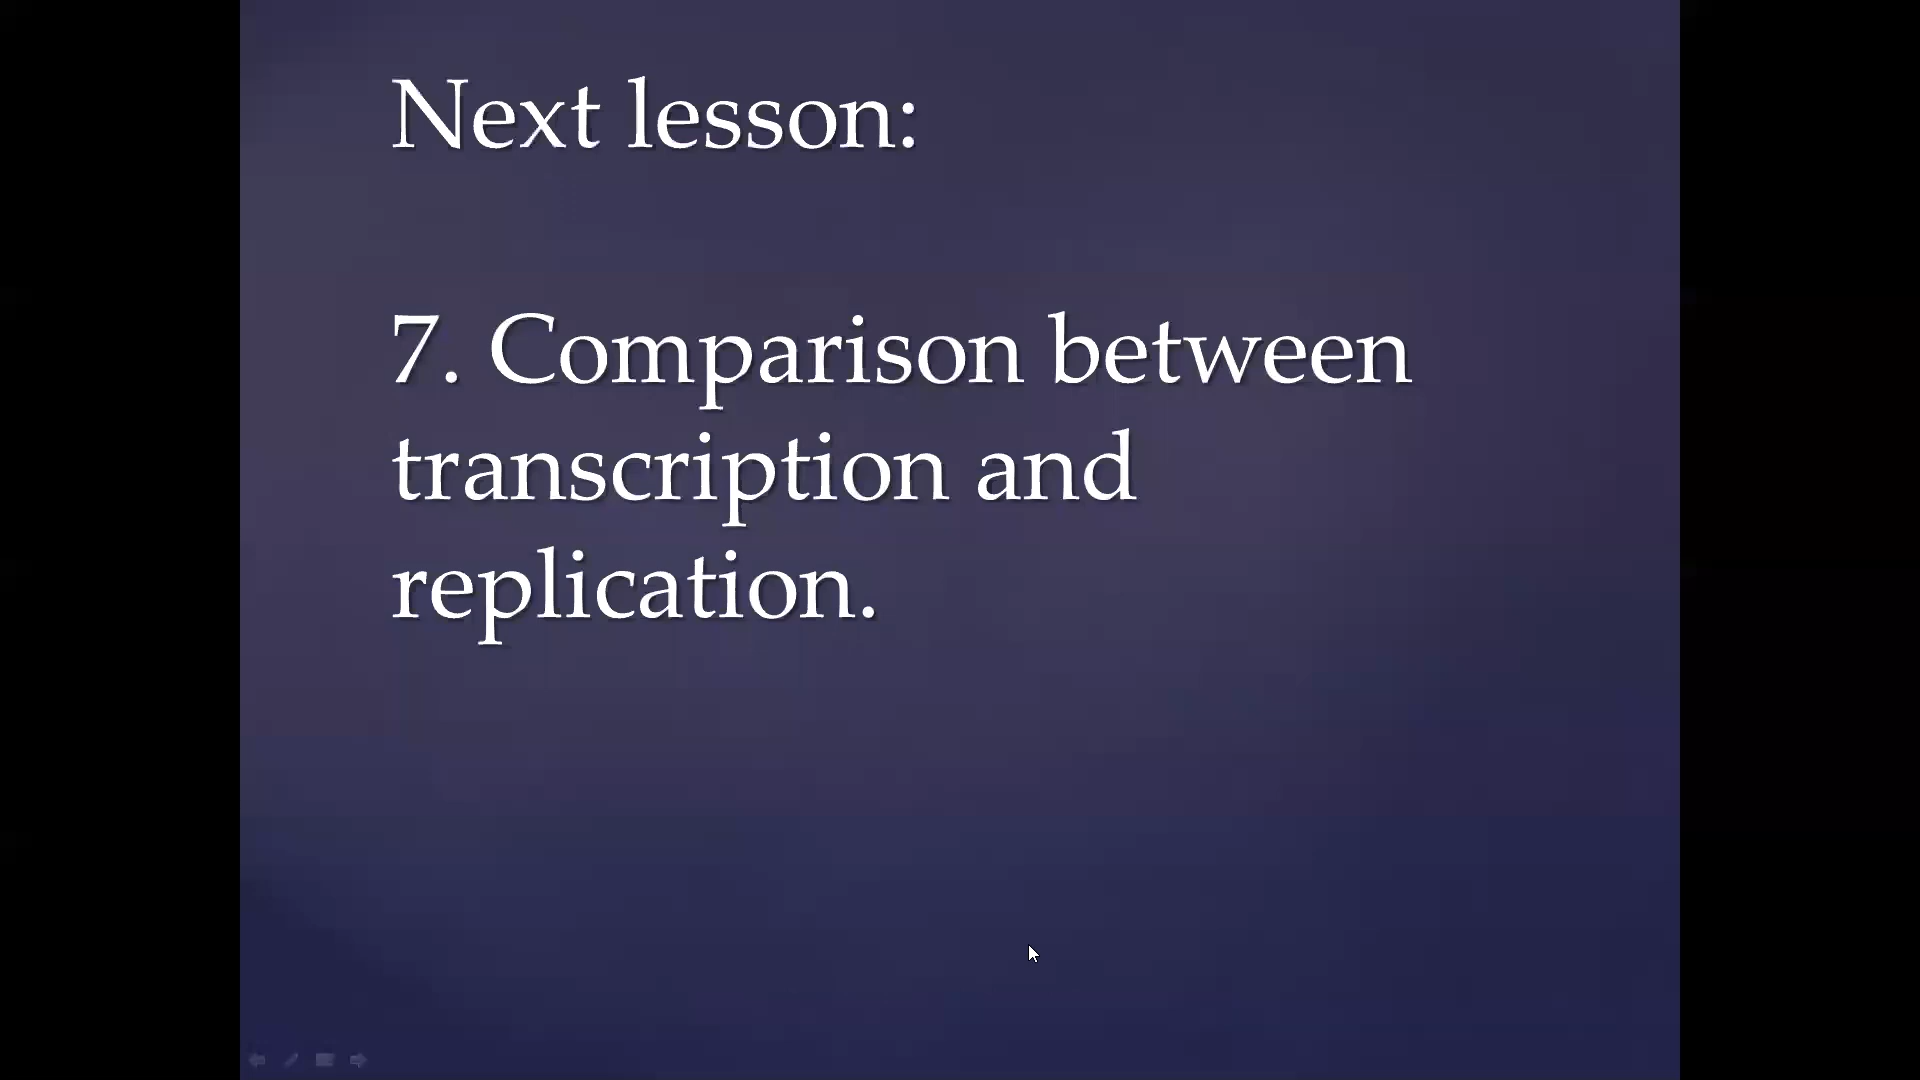 Next lesson:
7. Comparison between
transcription and
replication.